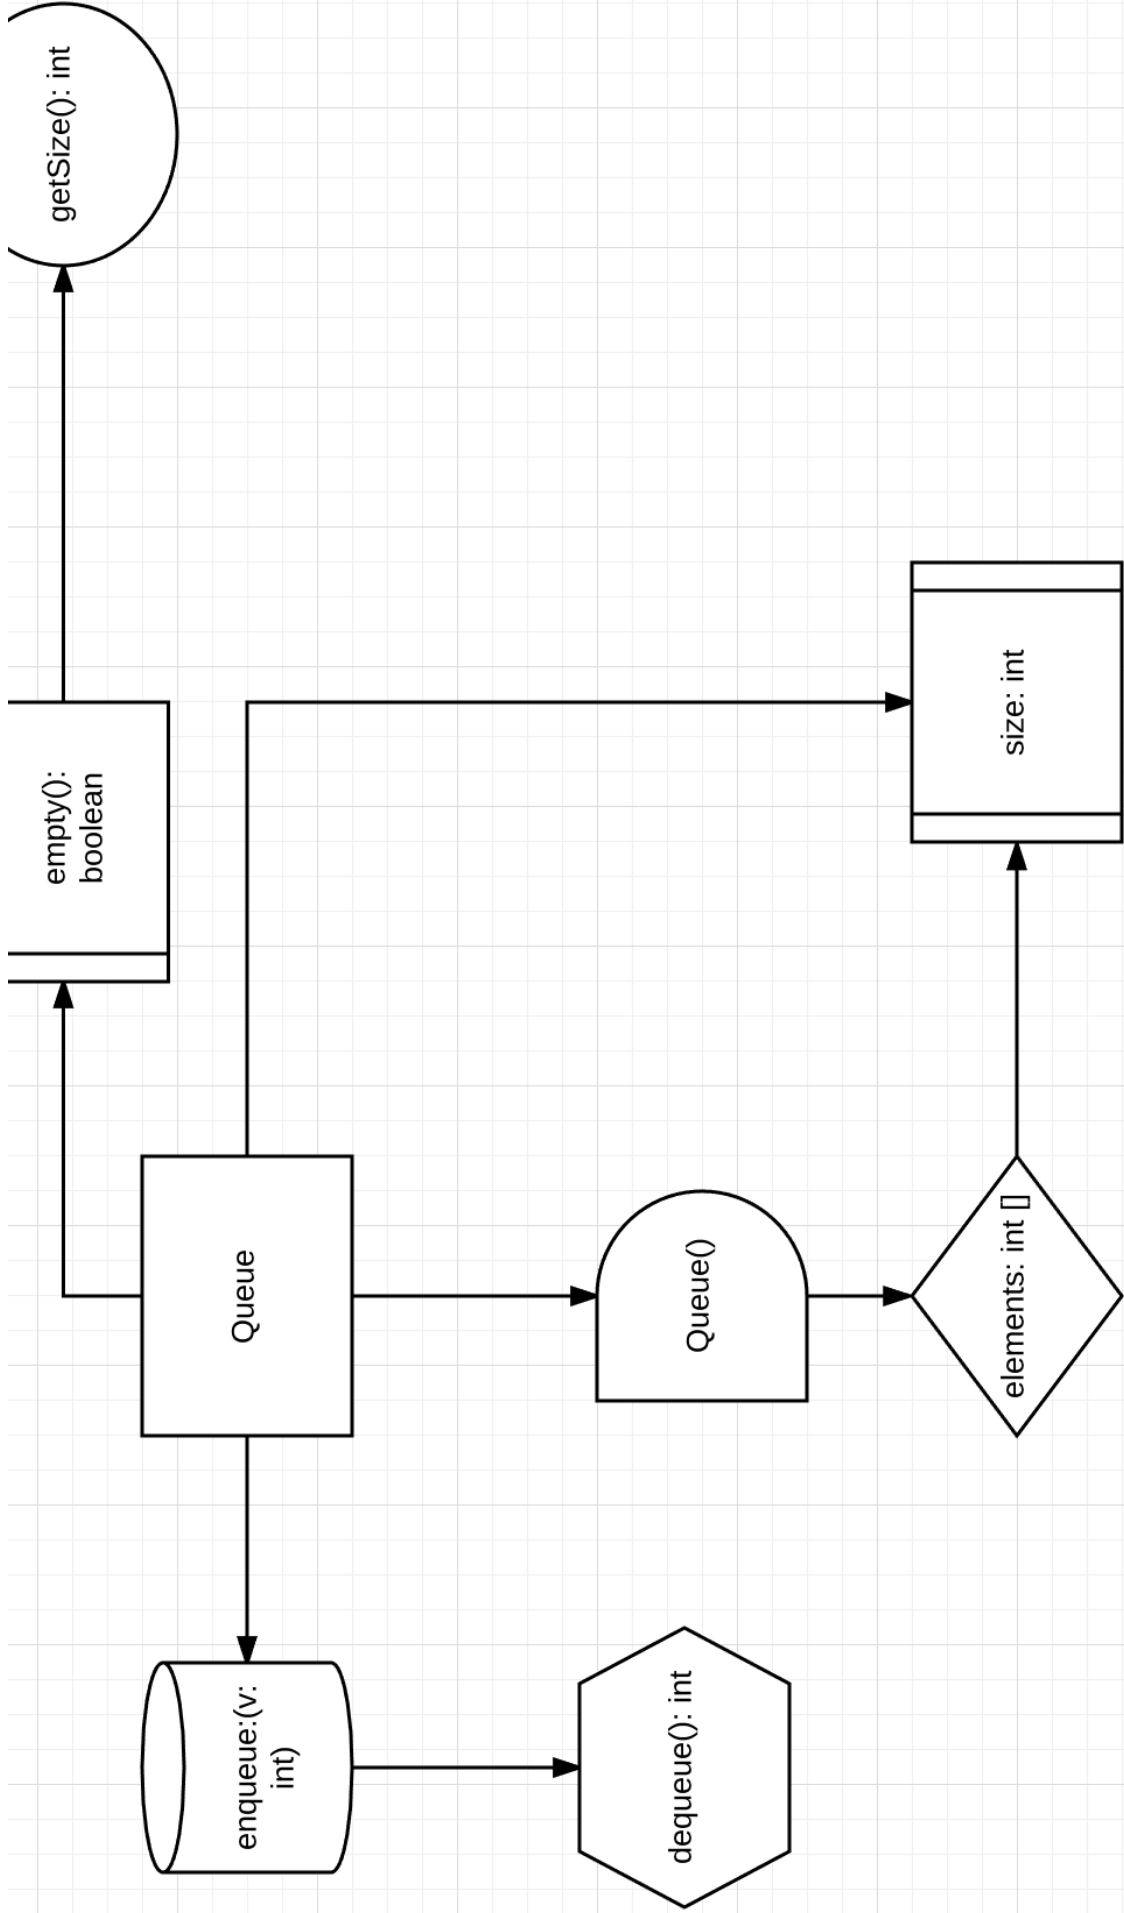 empty():
boolean
getSize(): int
enqueue:(v:
int)
Queue
dequeue(): int
Queue()
elements: int []
size: int